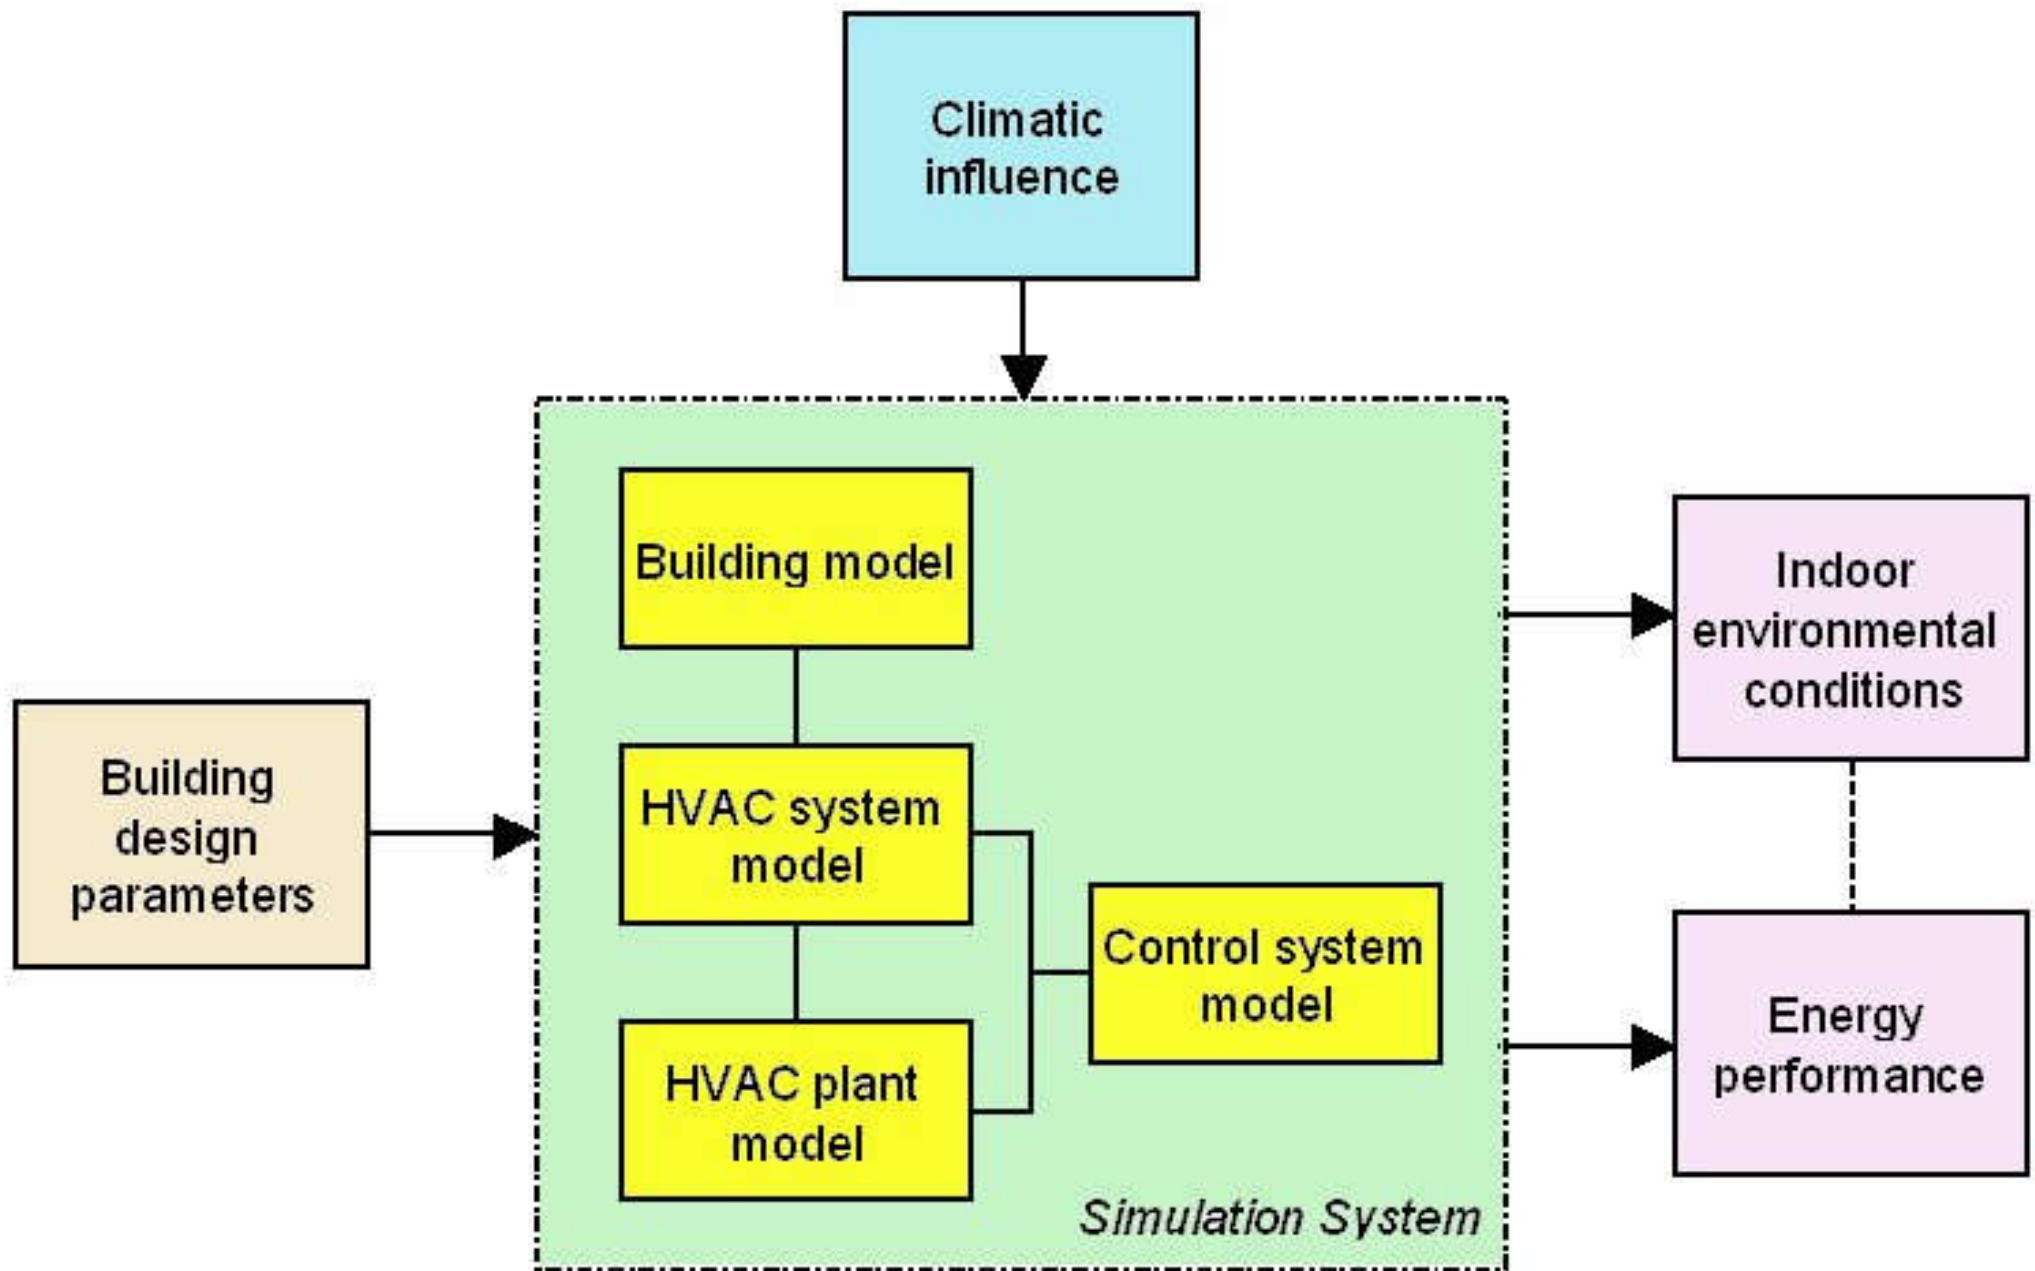 Climatic
influence
Building model
Indoor
environmental
conditions
Building
design
parameters
HVAC system
model
Control system
model
Energy
performance
HVAC plant
model
Simulation System